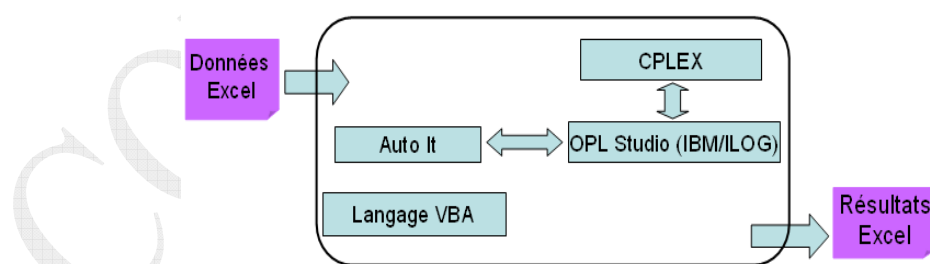 Données
Excel
CPLEX
Auto It
OPL Studio (IBM/ILOG)
Langage VBA
Résultats
Excel